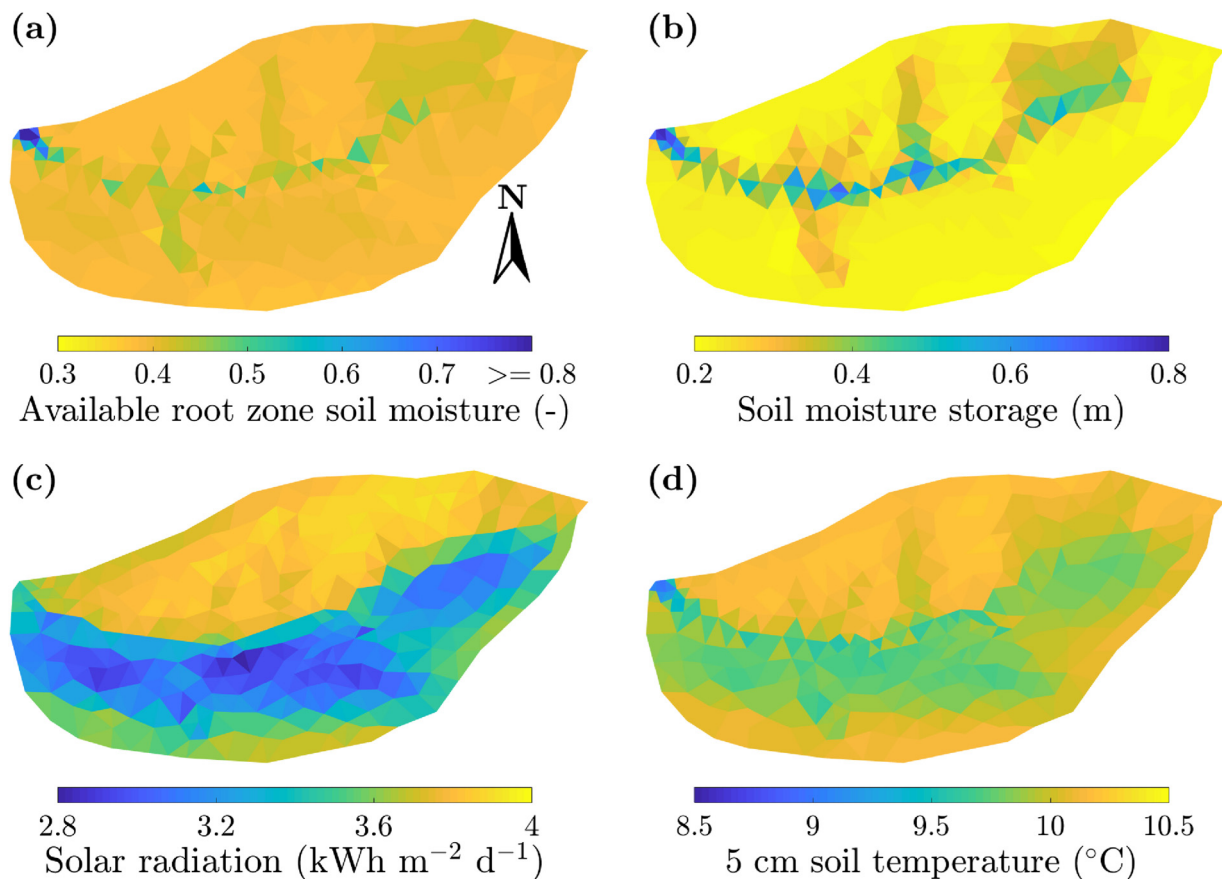 (a)
(b)
N
0.3 0.4 0.5 0.6 0.7 >= 0.8
Available root zone soil moisture (-)
0.2 0.4 0.6 0.8
Soil moisture storage (m)
(c)
(d)
2.8 3.2 3.6 4
Solar radiation (kWh m⁻² d⁻¹)
8.5 9 9.5 10 10.5
5 cm soil temperature (°C)